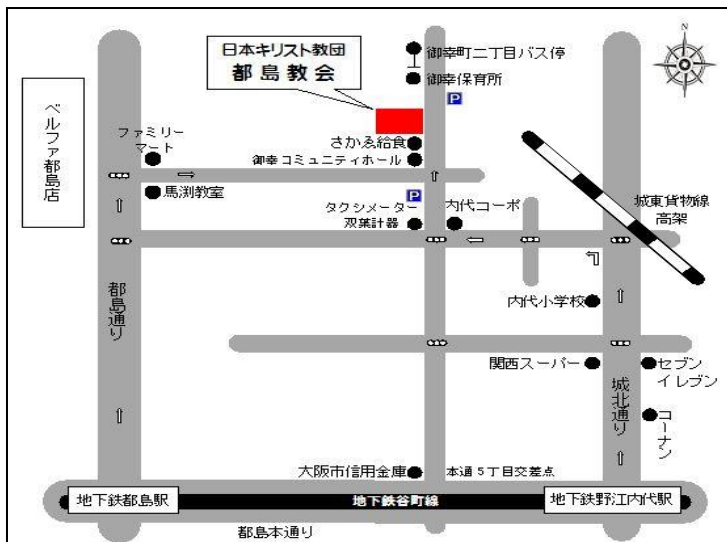 日本キリスト教団
都島教会
N
御幸町二丁目バス停
御幸保育所
P
ベルファ都島店
ファミリー
マート
さかゑ給食
御幸コミュニティホール
馬渕教室
P
タクシメーター
双葉計器
内代コーポ
城東貨物線
高架
都島通り
内代小学校
関西スーパー
セブン
イレブン
城北通り
コーナン
大阪市信用金庫
本通5丁目交差点
地下鉄都島駅
地下鉄谷町線
地下鉄野江内代駅
都島本通り